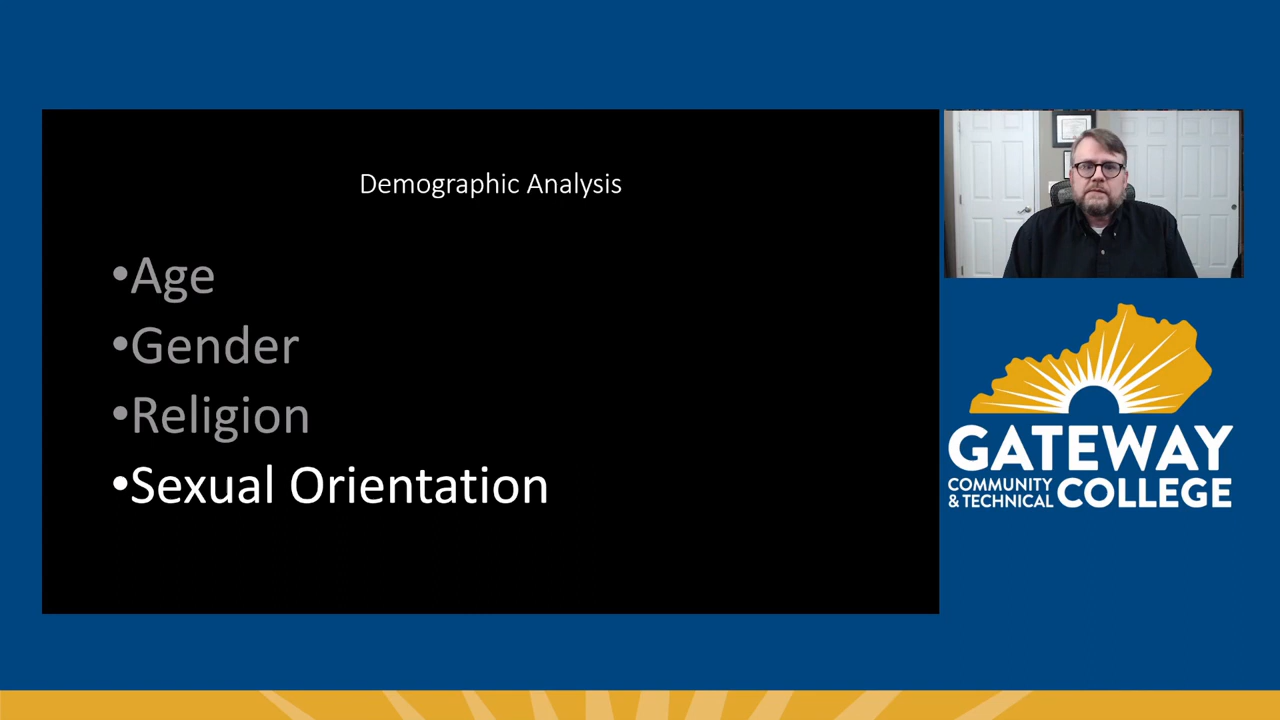 Demographic Analysis
•Age
•Gender
•Religion
•Sexual Orientation
GATEWAY
COMMUNITY
& TECHNICAL
COLLEGE